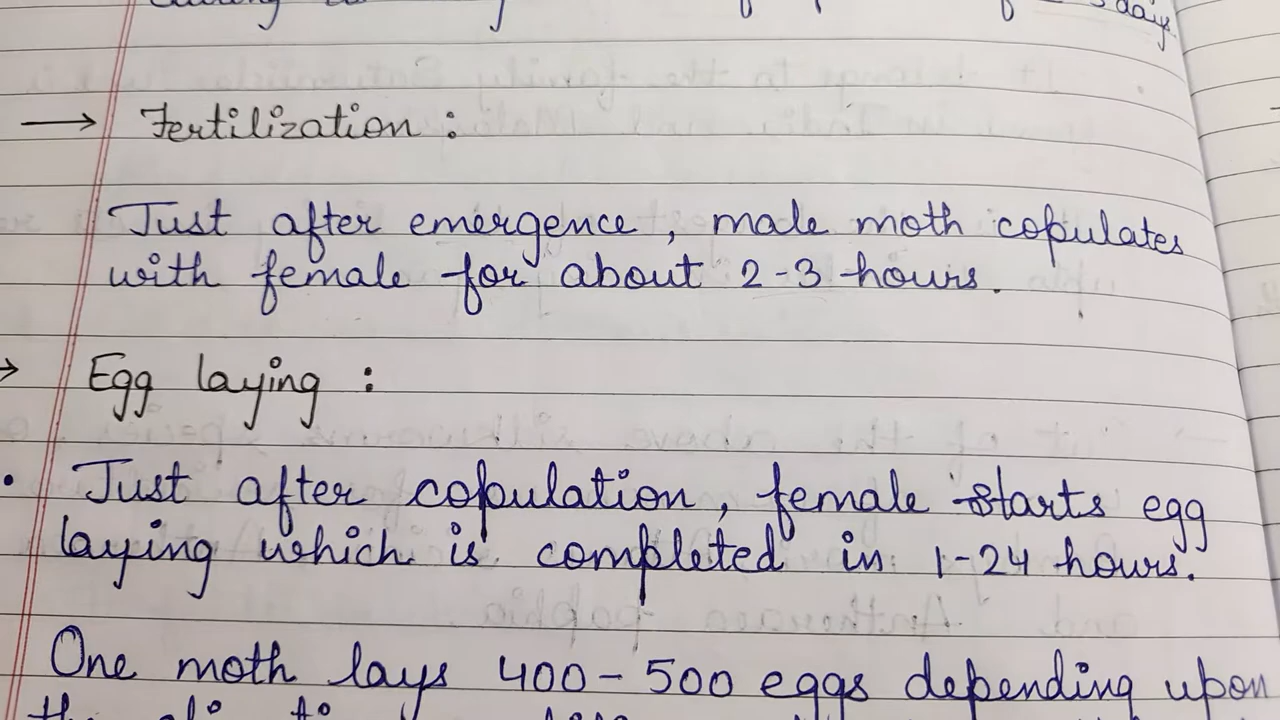 days.
→ Fertilization :
Just after emergence, male moth copulates
with female for about 2-3 hours.
→ Egg laying :
• Just after copulation, female starts egg
laying which is completed in 1-24 hours.
One moth lays 400-500 eggs depending upon
the